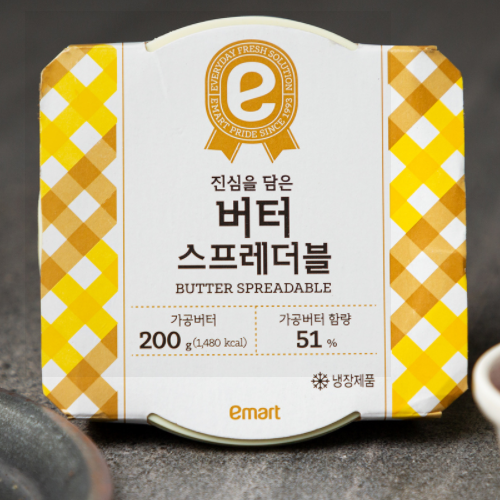 EVERYDAY FRESH SOLUTION
EMART PRIDE SINCE 1993
e
진심을 담은
버터
스프레더블
BUTTER SPREADABLE
가공버터 가공버터 함량
200 g(1,480 kcal) 51 %
냉장제품
emart